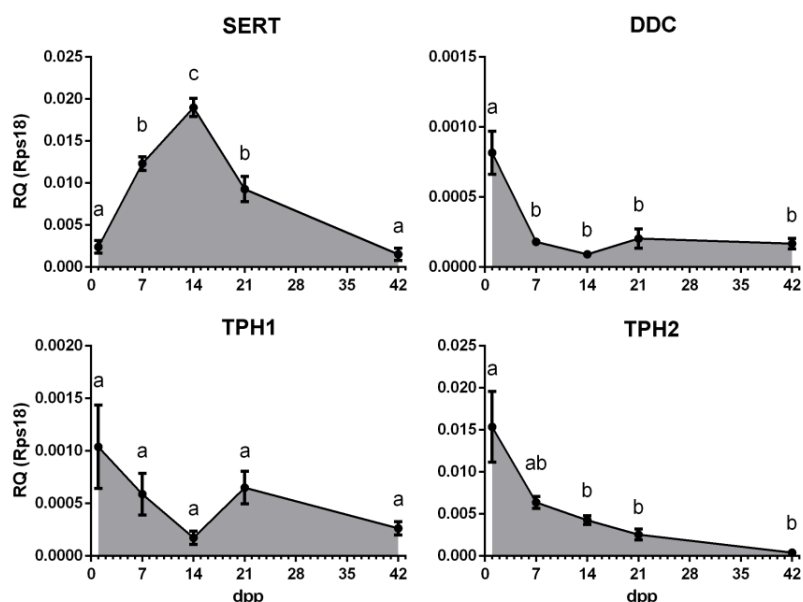 SERT
RQ (Rps18)
0.025
0.020
0.015
0.010
0.005
0.000
a
b
c
b
a
0 7 14 21 28 35 42
DDC
0.0015
0.0010
0.0005
0.0000
a
b
b
b
b
0 7 14 21 28 35 42
TPH1
RQ (Rps18)
0.0020
0.0015
0.0010
0.0005
0.0000
a
a
a
a
a
0 7 14 21 28 35 42
dpp
TPH2
0.025
0.020
0.015
0.010
0.005
0.000
a
ab
b
b
b
0 7 14 21 28 35 42
dpp